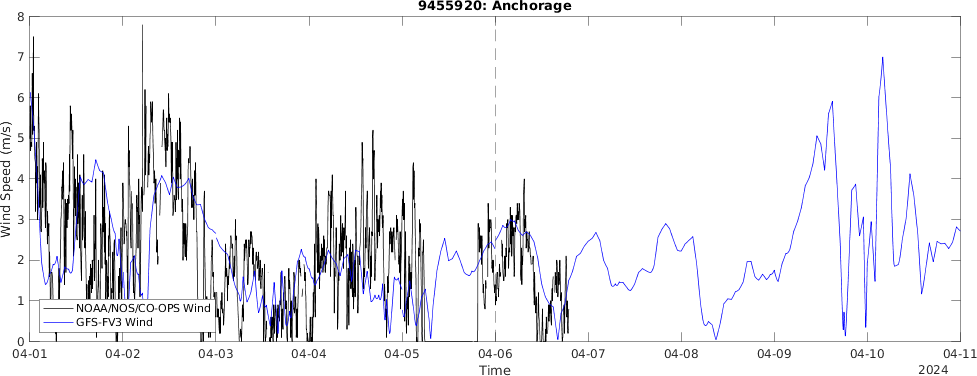 9455920: Anchorage
8
7
6
5
4
3
2
1
0
Wind Speed (m/s)
NOAA/NOS/CO-OPS Wind
GFS-FV3 Wind
04-01 04-02 04-03 04-04 04-05 04-06 04-07 04-08 04-09 04-10 04-11
Time
2024